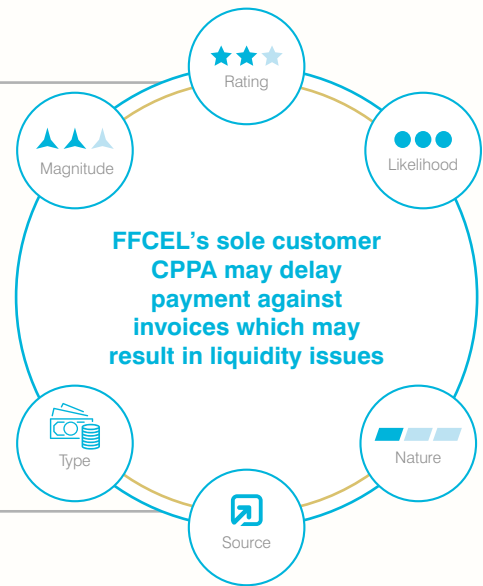 Rating
Magnitude
Likelihood
FFCEL's sole customer
CPPA may delay
payment against
invoices which may
result in liquidity issues
Type
Nature
Source